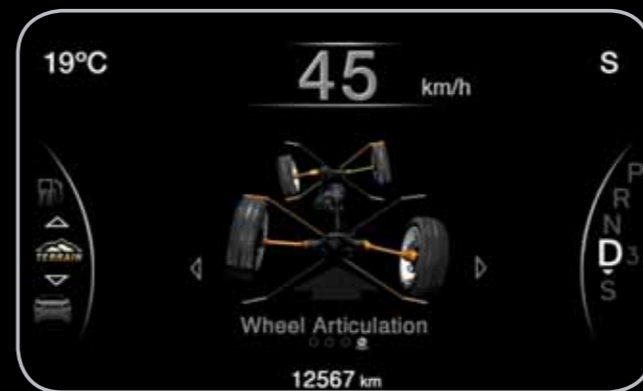 19°C
45 km/h
S
P
R
N
D 3
S
TERRAIN
Wheel Articulation
12567 km